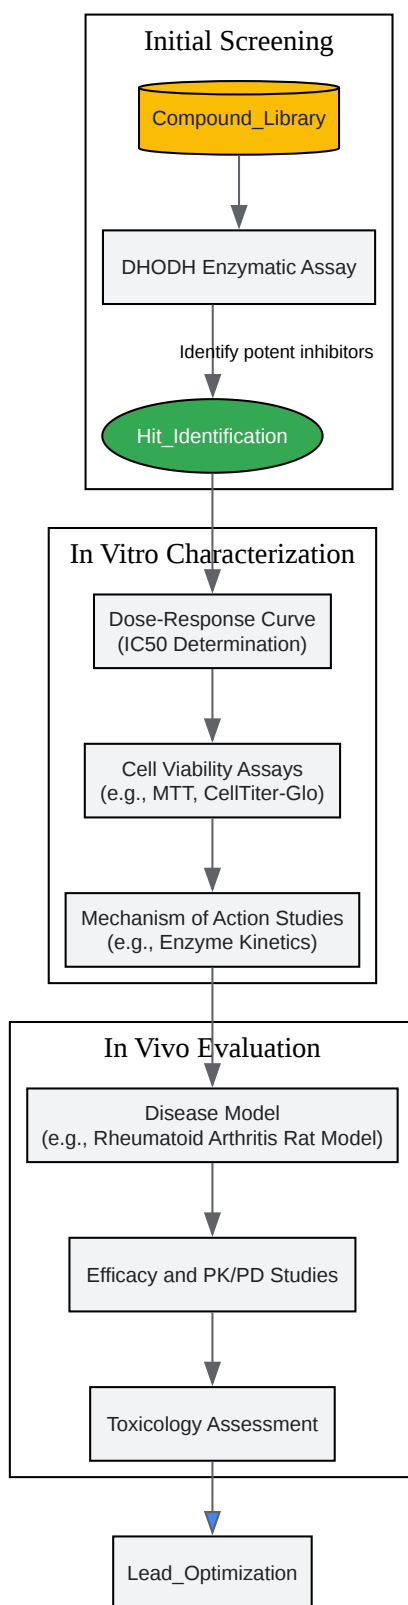 Initial Screening
Compound_Library
DHODH Enzymatic Assay
Identify potent inhibitors
Hit_Identification
In Vitro Characterization
Dose-Response Curve
(IC50 Determination)
Cell Viability Assays
(e.g., MTT, CellTiter-Glo)
Mechanism of Action Studies
(e.g., Enzyme Kinetics)
In Vivo Evaluation
Disease Model
(e.g., Rheumatoid Arthritis Rat Model)
Efficacy and PK/PD Studies
Toxicology Assessment
Lead_Optimization